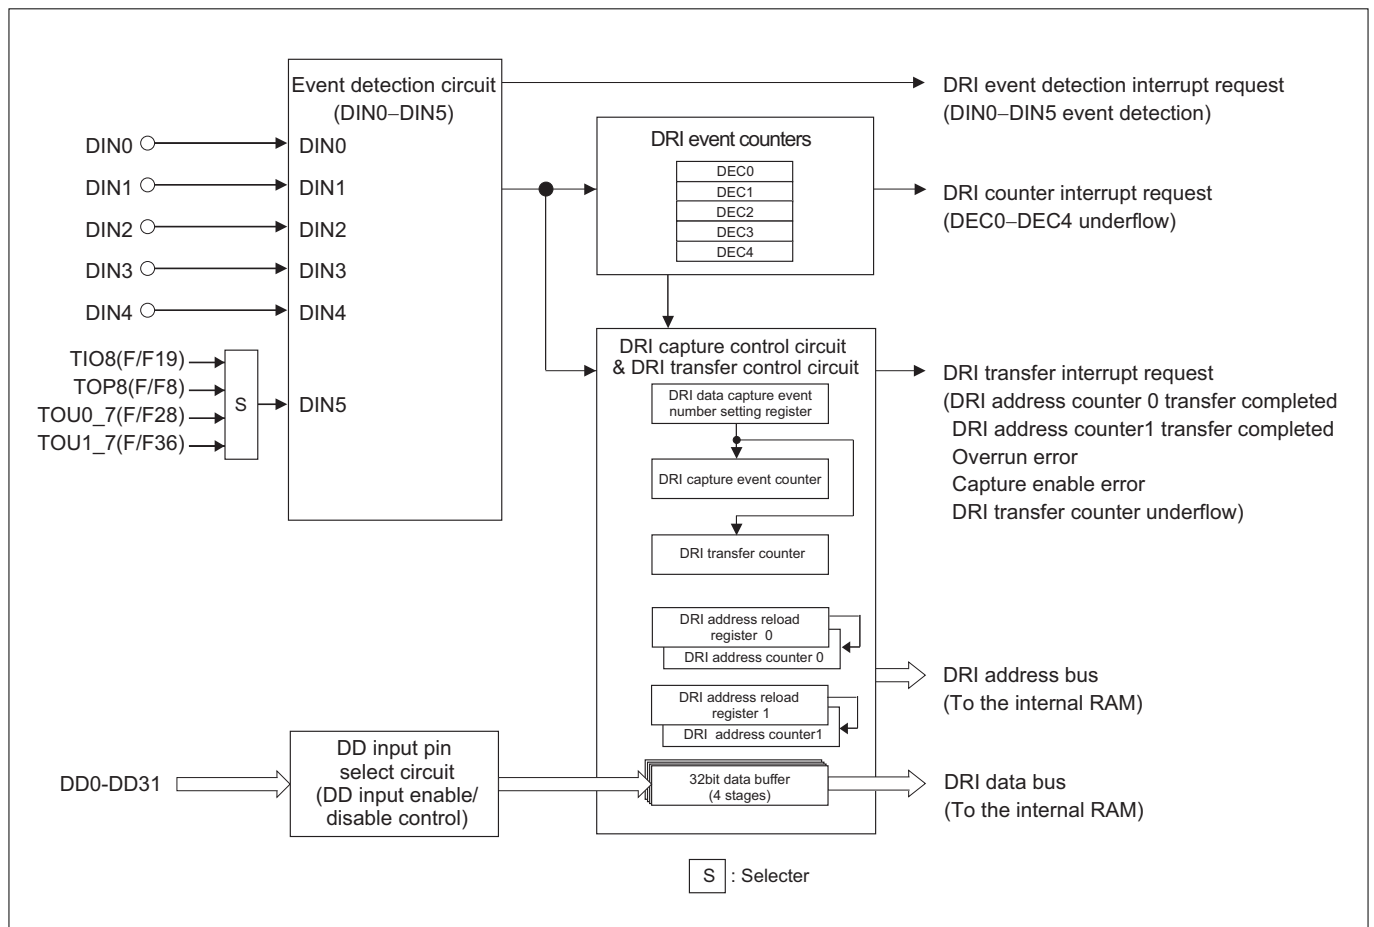 Event detection circuit
(DIN0–DIN5)
DRI event detection interrupt request
(DIN0–DIN5 event detection)
DIN0
DIN0
DIN1
DIN1
DIN2
DIN2
DIN3
DIN3
DIN4
DIN4
TIO8(F/F19)
TOP8(F/F8)
TOU0_7(F/F28)
TOU1_7(F/F36)
S
DIN5
DRI event counters
DEC0
DEC1
DEC2
DEC3
DEC4
DRI counter interrupt request
(DEC0–DEC4 underflow)
DRI capture control circuit
& DRI transfer control circuit
DRI data capture event
number setting register
DRI capture event counter
DRI transfer counter
DRI transfer interrupt request
(DRI address counter 0 transfer completed
DRI address counter1 transfer completed
Overrun error
Capture enable error
DRI transfer counter underflow)
DRI address reload
register 0
DRI address counter 0
DRI address reload
register 1
DRI address counter1
DRI address bus
(To the internal RAM)
DD0-DD31
DD input pin
select circuit
(DD input enable/
disable control)
32bit data buffer
(4 stages)
DRI data bus
(To the internal RAM)
S : Selecter